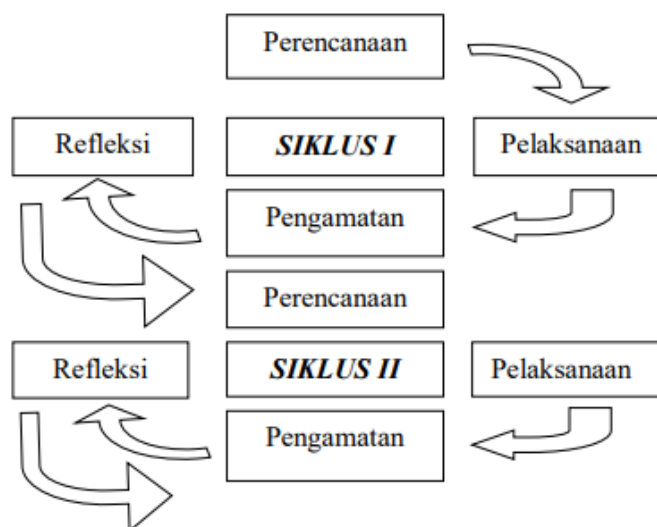 Perencanaan
Refleksi
SIKLUS I
Pelaksanaan
Pengamatan
Perencanaan
Refleksi
SIKLUS II
Pelaksanaan
Pengamatan